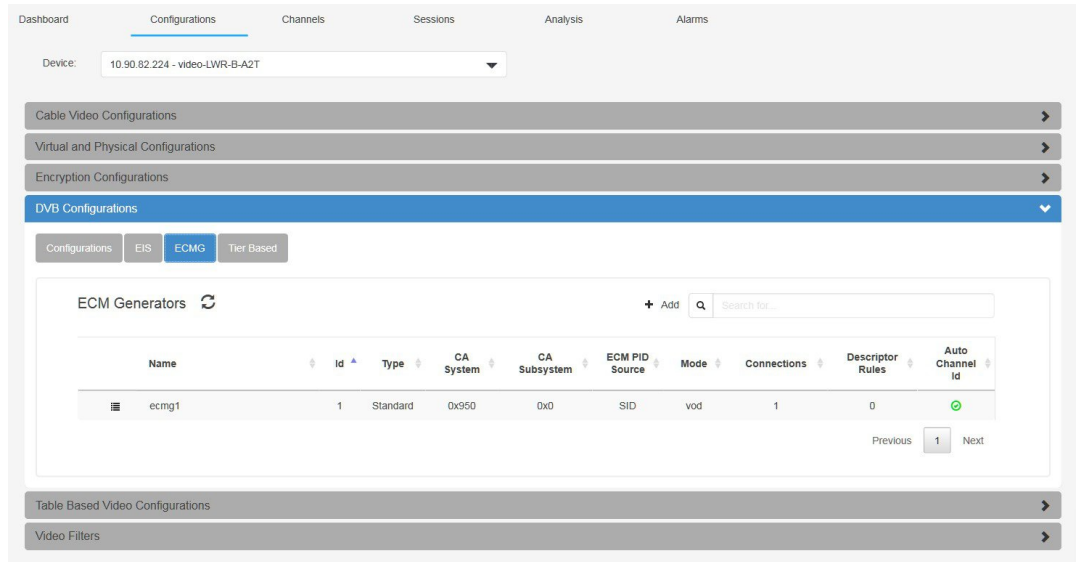 Dashboard Configurations Channels Sessions Analysis Alarms
Device: 10.90.82.224 - video-LWR-B-A2T
Cable Video Configurations
Virtual and Physical Configurations
Encryption Configurations
DVB Configurations
Configurations EIS ECMG Tier Based
ECM Generators Add Search for...
Name Id Type CA System CA Subsystem ECM PID Source Mode Connections Descriptor Rules Auto Channel Id
ecmg1 1 Standard 0x950 0x0 SID vod 1 0
Previous 1 Next
Table Based Video Configurations
Video Filters